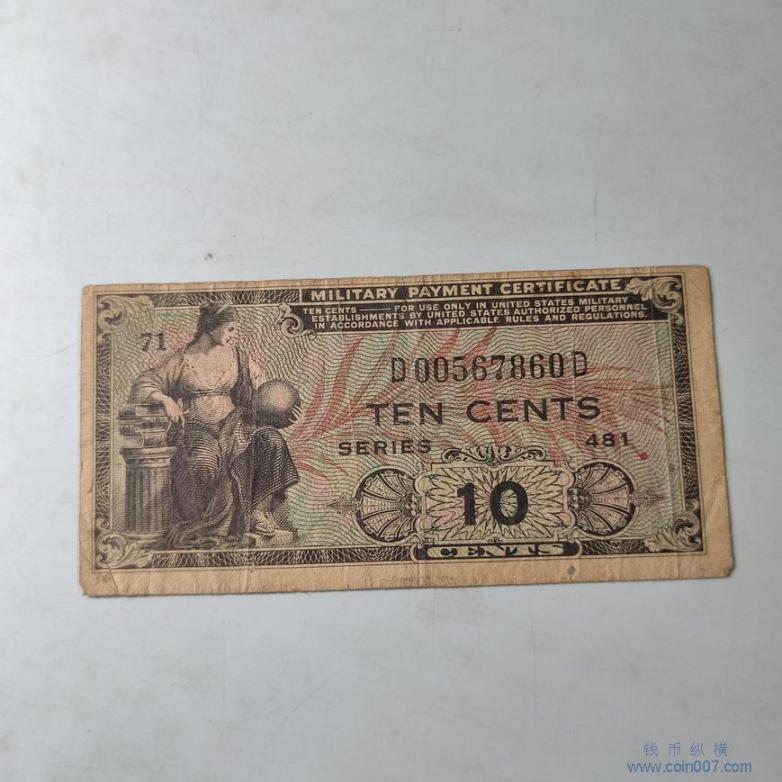 MILITARY PAYMENT CERTIFICATE
TEN CENTS —— FOR USE ONLY IN UNITED STATES MILITARY
ESTABLISHMENTS BY UNITED STATES AUTHORIZED PERSONNEL
IN ACCORDANCE WITH APPLICABLE RULES AND REGULATIONS.
71
D00567860D
TEN CENTS
SERIES 481
10
CENTS
钱币纵横
www.coin007.com